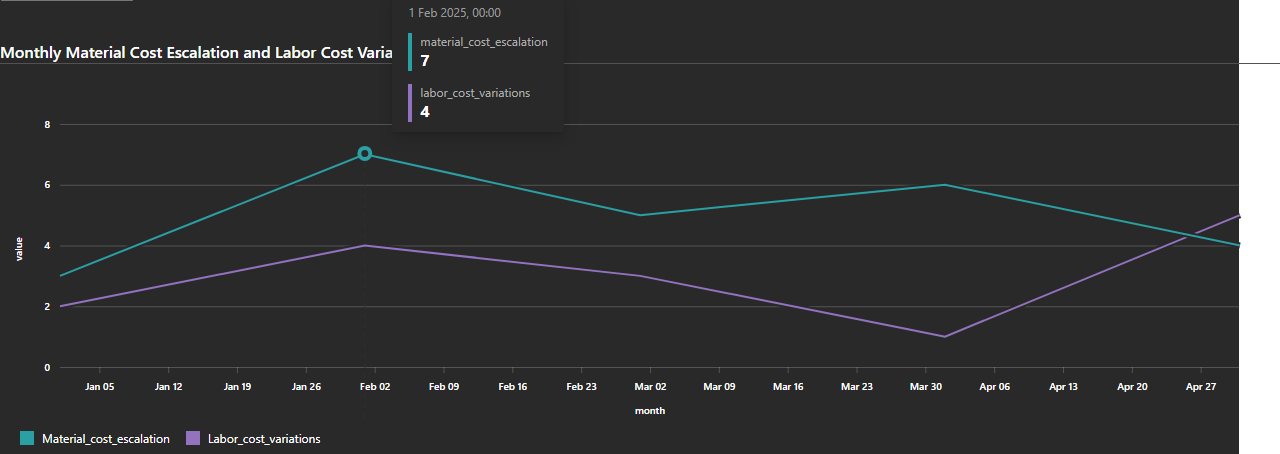 1 Feb 2025, 00:00
material_cost_escalation
7
labor_cost_variations
4
Monthly Material Cost Escalation and Labor Cost Varia
8
6
4
2
0
value
Jan 05 Jan 12 Jan 19 Jan 26 Feb 02 Feb 09 Feb 16 Feb 23 Mar 02 Mar 09 Mar 16 Mar 23 Mar 30 Apr 06 Apr 13 Apr 20 Apr 27
month
Material_cost_escalation Labor_cost_variations